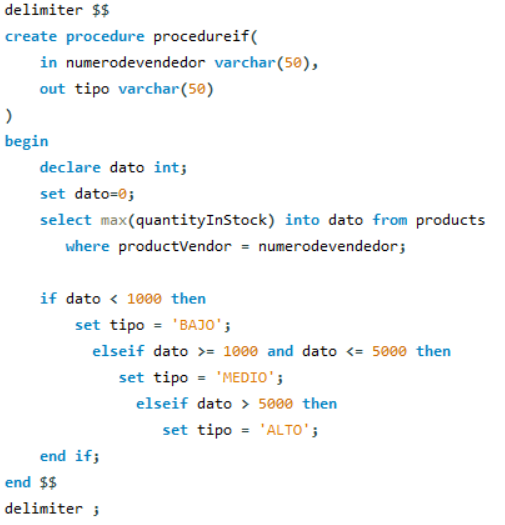 delimiter $$
create procedure procedureif(
    in numerodevendedor varchar(50),
    out tipo varchar(50)
)
begin
    declare dato int;
    set dato=0;
    select max(quantityInStock) into dato from products
       where productVendor = numerodevendedor;

    if dato < 1000 then
        set tipo = 'BAJO';
          elseif dato >= 1000 and dato <= 5000 then
             set tipo = 'MEDIO';
               elseif dato > 5000 then
                  set tipo = 'ALTO';
    end if;
end $$
delimiter ;